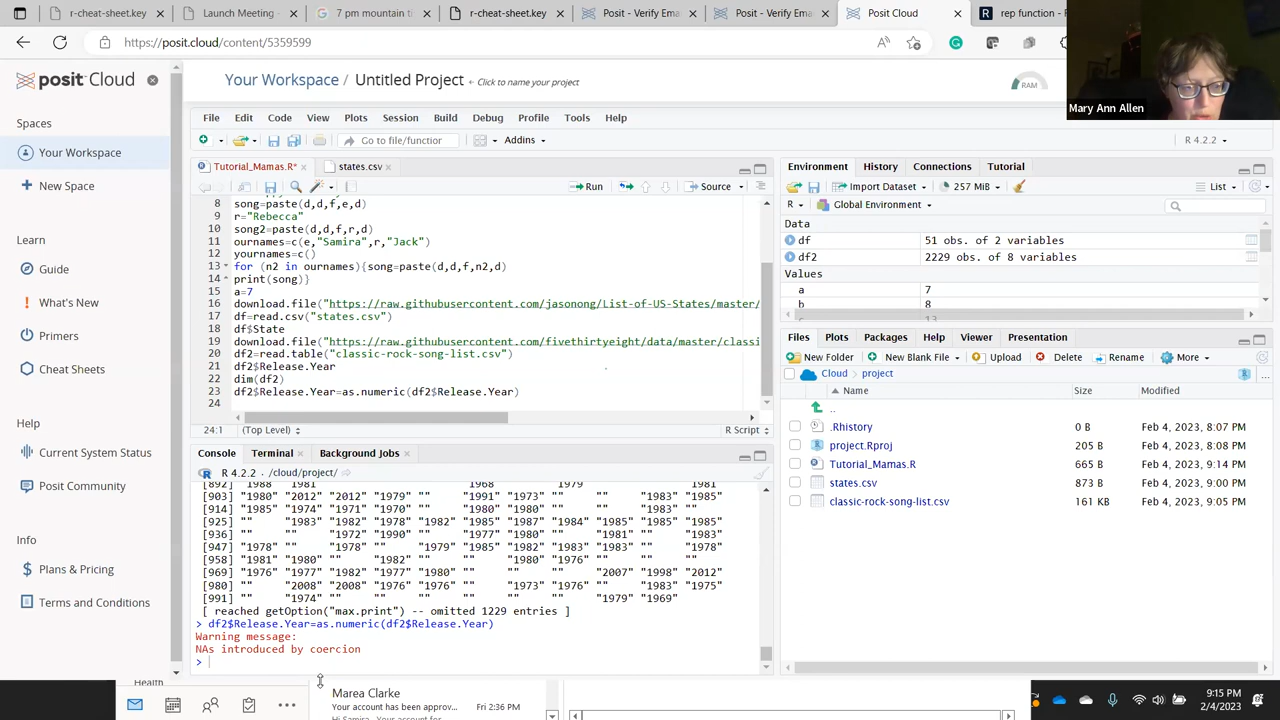 r-cheat-sheet.key
Launch Meeting -
7 pm mountain ti
r-cheat-sheet.key
Posit - Verify Em
Posit - Verify Em
Posit Cloud
rep function -
https://posit.cloud/content/5359599
posit Cloud
Your Workspace / Untitled Project
Click to name your project
RAM
Mary Ann Allen
Spaces
Your Workspace
New Space
Learn
Guide
What's New
Primers
Cheat Sheets
Help
Current System Status
Posit Community
Info
Plans & Pricing
Terms and Conditions
Health
File Edit Code View Plots Session Build Debug Profile Tools Help
Go to file/function
Addins
R 4.2.2
Tutorial_Mamas.R*
states.csv
Run
Source
8 song=paste(d,d,f,e,d)
9 r="Rebecca"
10 song2=paste(d,d,f,r,d)
11 ournames=c(e,"Samira",r,"Jack")
12 yournames=c()
13 for (n2 in ournames){song=paste(d,d,f,n2,d)
14 print(song)}
15 a=7
16 download.file("https://raw.githubusercontent.com/jasonong/List-of-US-States/master/
17 df=read.csv("states.csv")
18 df$State
19 download.file("https://raw.githubusercontent.com/fivethirtyeight/data/master/classi
20 df2=read.table("classic-rock-song-list.csv")
21 df2$Release.Year
22 dim(df2)
23 df2$Release.Year=as.numeric(df2$Release.Year)
24
24:1 (Top Level)
R Script
Console Terminal Background Jobs
R 4.2.2 . /cloud/project/
[892] "1988" "1981" "1968" "1979" "1981"
[903] "1980" "2012" "2012" "1979" "" "1991" "1973" "" "" "1983" "1985"
[914] "1985" "1974" "1971" "1970" "" "1980" "1980" "" "" "1983" ""
[925] "" "1983" "1982" "1978" "1982" "1985" "1987" "1984" "1985" "1985" "1985"
[936] "" "" "1972" "1990" "" "1977" "1980" "" "1981" "" "1983"
[947] "1978" "" "1978" "" "1979" "1985" "1982" "1983" "1983" "" "1978"
[958] "1981" "1980" "" "1982" "" "" "1980" "1976" "" "" ""
[969] "1976" "1977" "1982" "1977" "1980" "" "" "" "2007" "1998" "2012"
[980] "" "2008" "2008" "1976" "1976" "" "1973" "1976" "" "1983" "1975"
[991] "" "1974" "" "" "" "" "" "" "1979" "1969"
[ reached getOption("max.print") -- omitted 1229 entries ]
> df2$Release.Year=as.numeric(df2$Release.Year)
Warning message:
NAs introduced by coercion
>
Environment History Connections Tutorial
Import Dataset
257 MiB
List
R
Global Environment
Data
df 51 obs. of 2 variables
df2 2229 obs. of 8 variables
Values
a 7
b 8
Files Plots Packages Help Viewer Presentation
New Folder New Blank File Upload Delete Rename More
Cloud project
Name Size Modified
..
.Rhistory 0 B Feb 4, 2023, 8:07 PM
project.Rproj 205 B Feb 4, 2023, 8:08 PM
Tutorial_Mamas.R 665 B Feb 4, 2023, 9:14 PM
states.csv 873 B Feb 4, 2023, 9:00 PM
classic-rock-song-list.csv 161 KB Feb 4, 2023, 9:05 PM
Marea Clarke
Your account has been approv...
Fri 2:36 PM
9:15 PM
2/4/2023